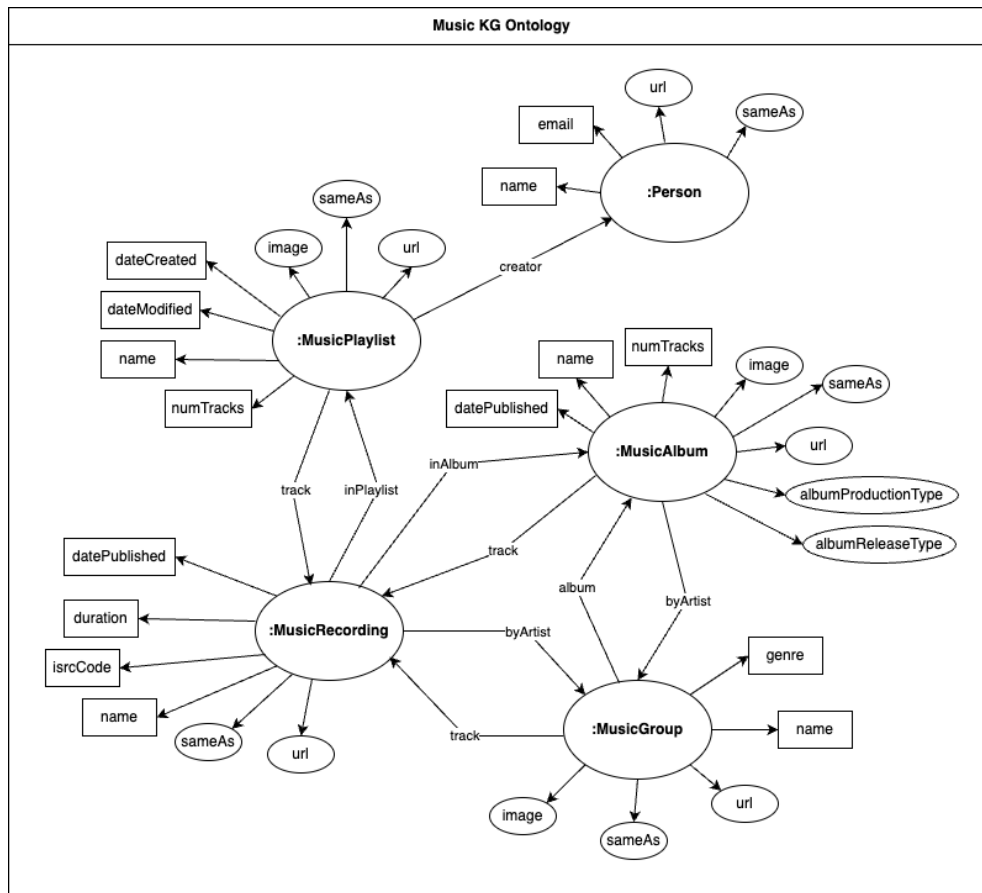 Music KG Ontology
url
sameAs
email
name
:Person
sameAs
image
url
dateCreated
dateModified
name
numTracks
:MusicPlaylist
creator
numTracks
name
image
sameAs
datePublished
url
:MusicAlbum
albumProductionType
albumReleaseType
inAlbum
track
inPlaylist
track
album
byArtist
datePublished
duration
isrcCode
name
sameAs
url
:MusicRecording
byArtist
track
genre
name
:MusicGroup
url
image
sameAs